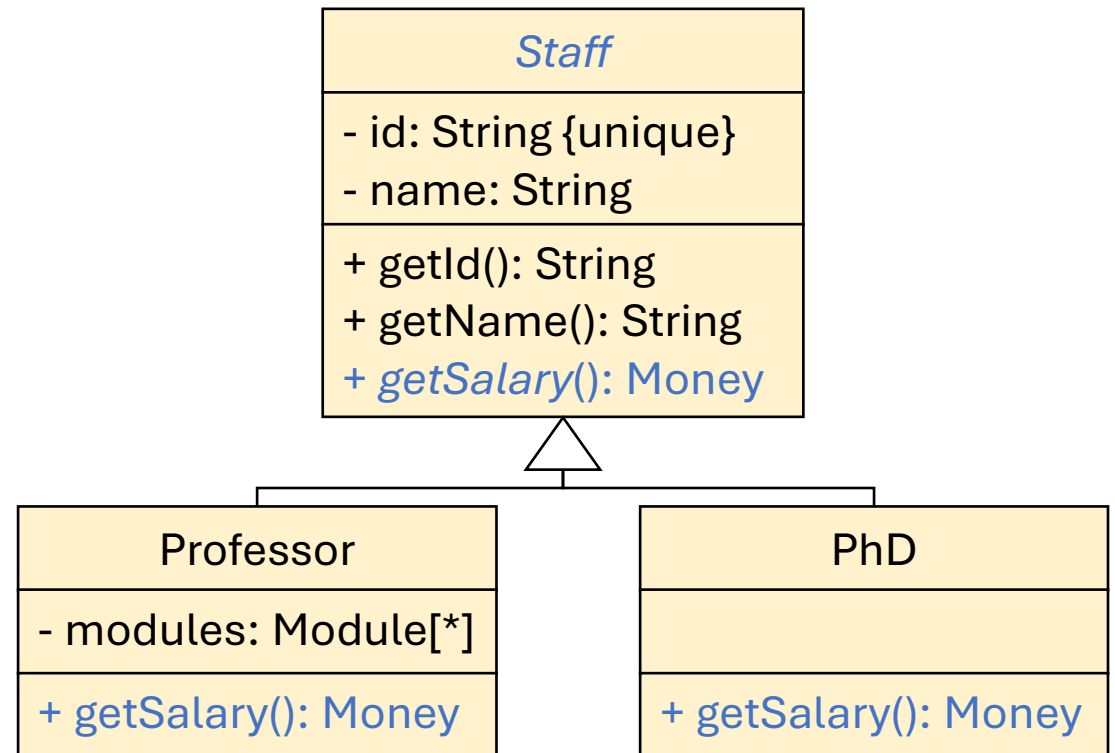 Staff
- id: String {unique}
- name: String
+ getId(): String
+ getName(): String
+ getSalary(): Money
Professor
- modules: Module[*]
+ getSalary(): Money
PhD
+ getSalary(): Money